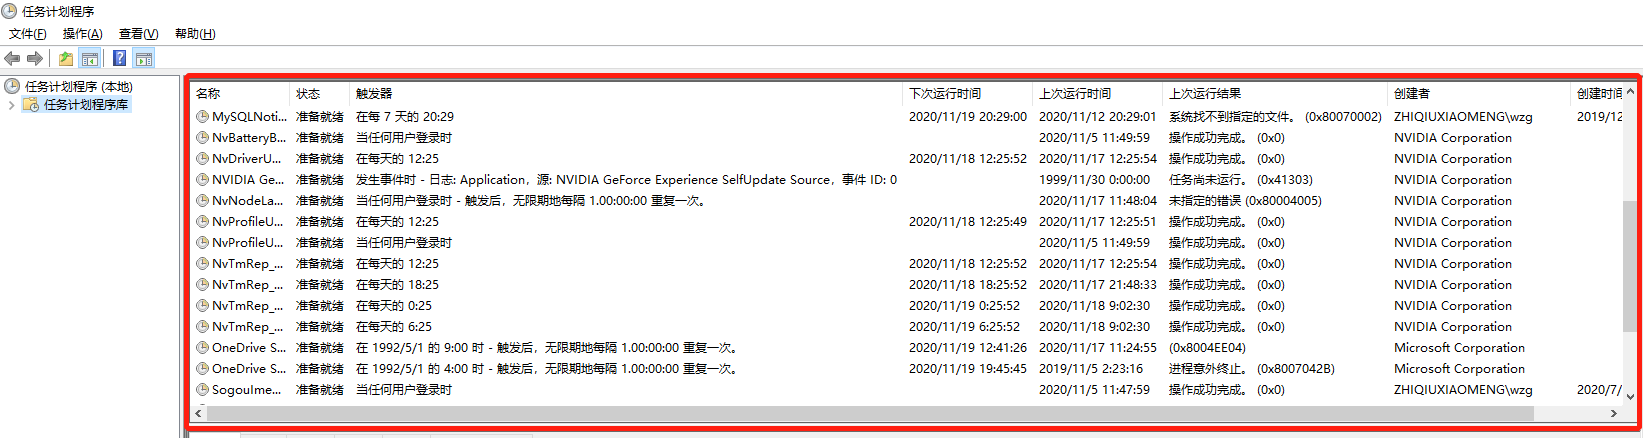 任务计划程序
文件(F) 操作(A) 查看(V) 帮助(H)
任务计划程序 (本地)
任务计划程序库
名称 状态 触发器 下次运行时间 上次运行时间 上次运行结果 创建者 创建时间
MySQLNoti... 准备就绪 在每 7 天的 20:29 2020/11/19 20:29:00 2020/11/12 20:29:01 系统找不到指定的文件。 (0x80070002) ZHIQIUXIAOMENG\wzg 2019/12
NvBatteryB... 准备就绪 当任何用户登录时 2020/11/5 11:49:59 操作成功完成。 (0x0) NVIDIA Corporation
NvDriverU... 准备就绪 在每天的 12:25 2020/11/18 12:25:52 2020/11/17 12:25:54 操作成功完成。 (0x0) NVIDIA Corporation
NVIDIA Ge... 准备就绪 发生事件时 - 日志: Application，源: NVIDIA GeForce Experience SelfUpdate Source，事件 ID: 0 1999/11/30 0:00:00 任务尚未运行。 (0x41303) NVIDIA Corporation
NvNodeLa... 准备就绪 当任何用户登录时 - 触发后，无限期地每隔 1.00:00:00 重复一次。 2020/11/17 11:48:04 未指定的错误 (0x80004005) NVIDIA Corporation
NvProfileU... 准备就绪 在每天的 12:25 2020/11/18 12:25:49 2020/11/17 12:25:51 操作成功完成。 (0x0) NVIDIA Corporation
NvProfileU... 准备就绪 当任何用户登录时 2020/11/5 11:49:59 操作成功完成。 (0x0) NVIDIA Corporation
NvTmRep_... 准备就绪 在每天的 12:25 2020/11/18 12:25:52 2020/11/17 12:25:54 操作成功完成。 (0x0) NVIDIA Corporation
NvTmRep_... 准备就绪 在每天的 18:25 2020/11/18 18:25:52 2020/11/17 21:48:33 操作成功完成。 (0x0) NVIDIA Corporation
NvTmRep_... 准备就绪 在每天的 0:25 2020/11/19 0:25:52 2020/11/18 9:02:30 操作成功完成。 (0x0) NVIDIA Corporation
NvTmRep_... 准备就绪 在每天的 6:25 2020/11/19 6:25:52 2020/11/18 9:02:30 操作成功完成。 (0x0) NVIDIA Corporation
OneDrive S... 准备就绪 在 1992/5/1 的 9:00 时 - 触发后，无限期地每隔 1.00:00:00 重复一次。 2020/11/19 12:41:26 2020/11/17 11:24:55 (0x8004EE04) Microsoft Corporation
OneDrive S... 准备就绪 在 1992/5/1 的 4:00 时 - 触发后，无限期地每隔 1.00:00:00 重复一次。 2020/11/19 19:45:45 2019/11/5 2:23:16 进程意外终止。 (0x8007042B) Microsoft Corporation
SogouIme... 准备就绪 当任何用户登录时 2020/11/5 11:47:59 操作成功完成。 (0x0) ZHIQIUXIAOMENG\wzg 2020/7/